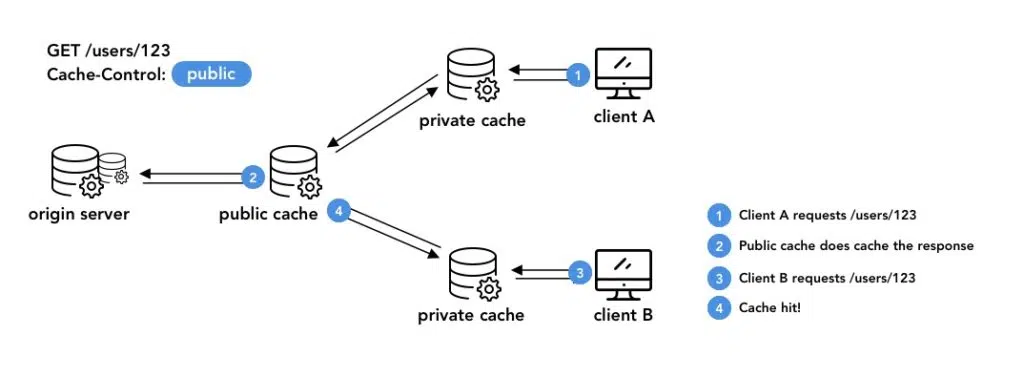 GET /users/123
Cache-Control: public
private cache
client A
1
2
origin server
public cache
4
3
private cache
client B
1 Client A requests /users/123
2 Public cache does cache the response
3 Client B requests /users/123
4 Cache hit!